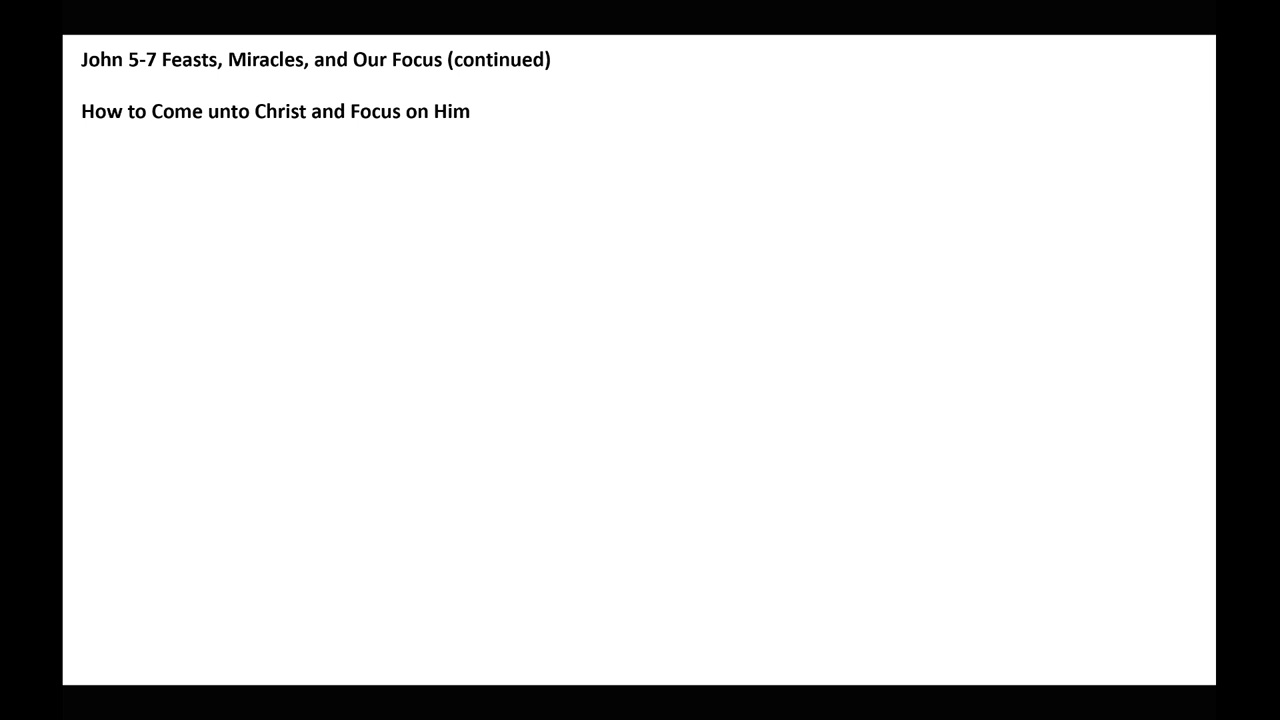 John 5-7 Feasts, Miracles, and Our Focus (continued)
How to Come unto Christ and Focus on Him